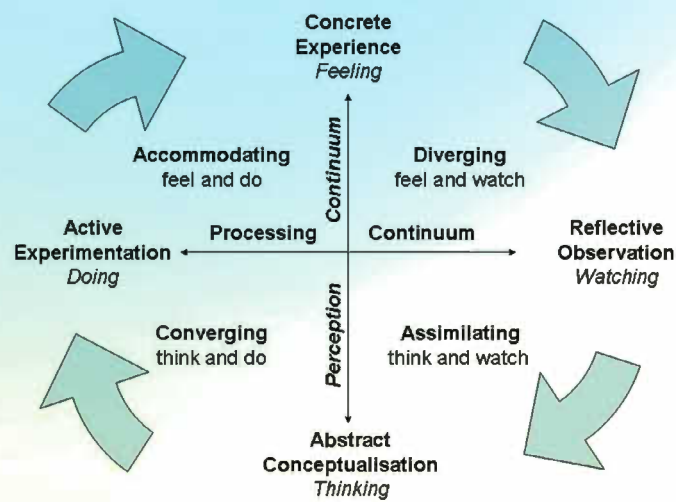 Concrete
Experience
Feeling
Accommodating
feel and do
Continuum
Diverging
feel and watch
Active
Experimentation
Doing
Processing
Continuum
Reflective
Observation
Watching
Converging
think and do
Perception
Assimilating
think and watch
Abstract
Conceptualisation
Thinking